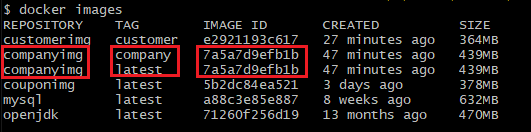 $ docker images
REPOSITORY TAG IMAGE ID CREATED SIZE
customerimg customer e2921193c617 27 minutes ago 364MB
companyimg company 7a5a7d9efb1b 47 minutes ago 439MB
companyimg latest 7a5a7d9efb1b 47 minutes ago 439MB
couponimg latest 5b2dc84ea521 3 days ago 378MB
mysql latest a88c3e85e887 8 weeks ago 632MB
openjdk latest 71260f256d19 13 months ago 470MB